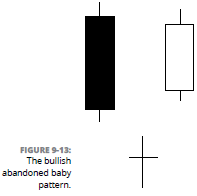 FIGURE 9-13:
The bullish
abandoned baby
pattern.